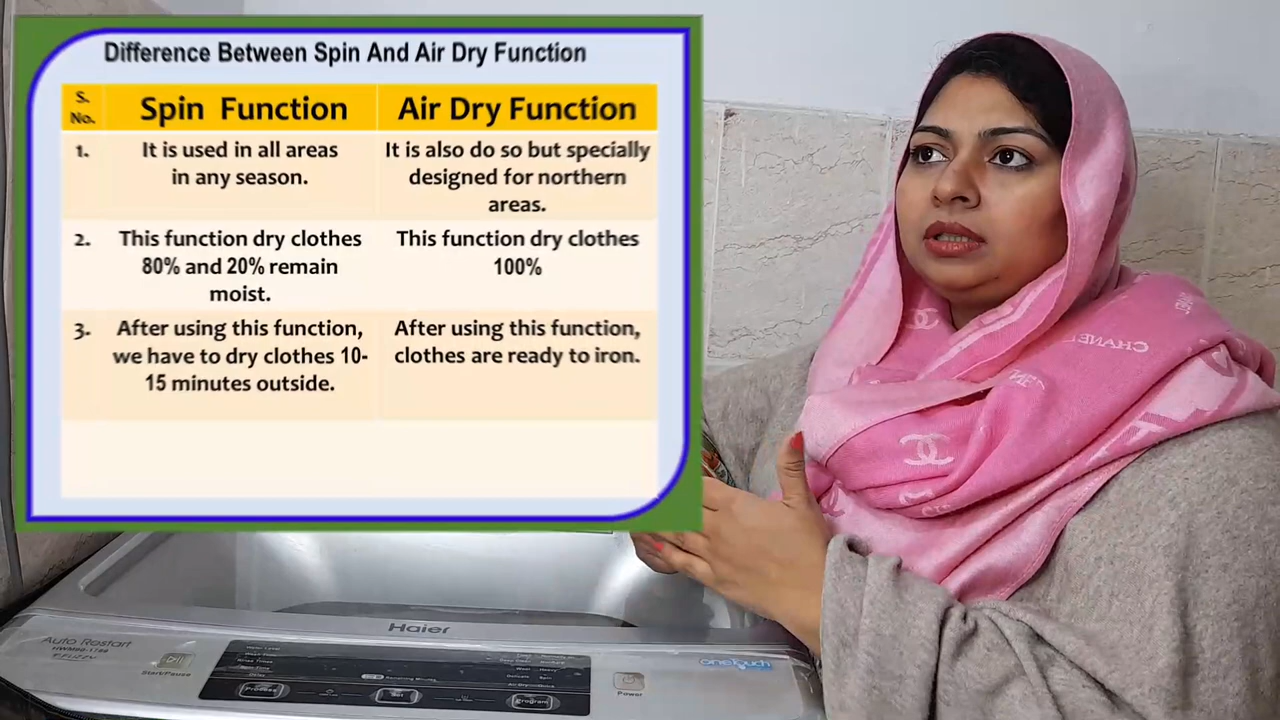 Difference Between Spin And Air Dry Function
S. No.
Spin Function
Air Dry Function
1.
It is used in all areas
in any season.
It is also do so but specially
designed for northern
areas.
2.
This function dry clothes
80% and 20% remain
moist.
This function dry clothes
100%
3.
After using this function,
we have to dry clothes 10-
15 minutes outside.
After using this function,
clothes are ready to iron.
CHANEL
Haier
Auto Restart
Start/Pause
Process
Set
Program
onetouch
Power